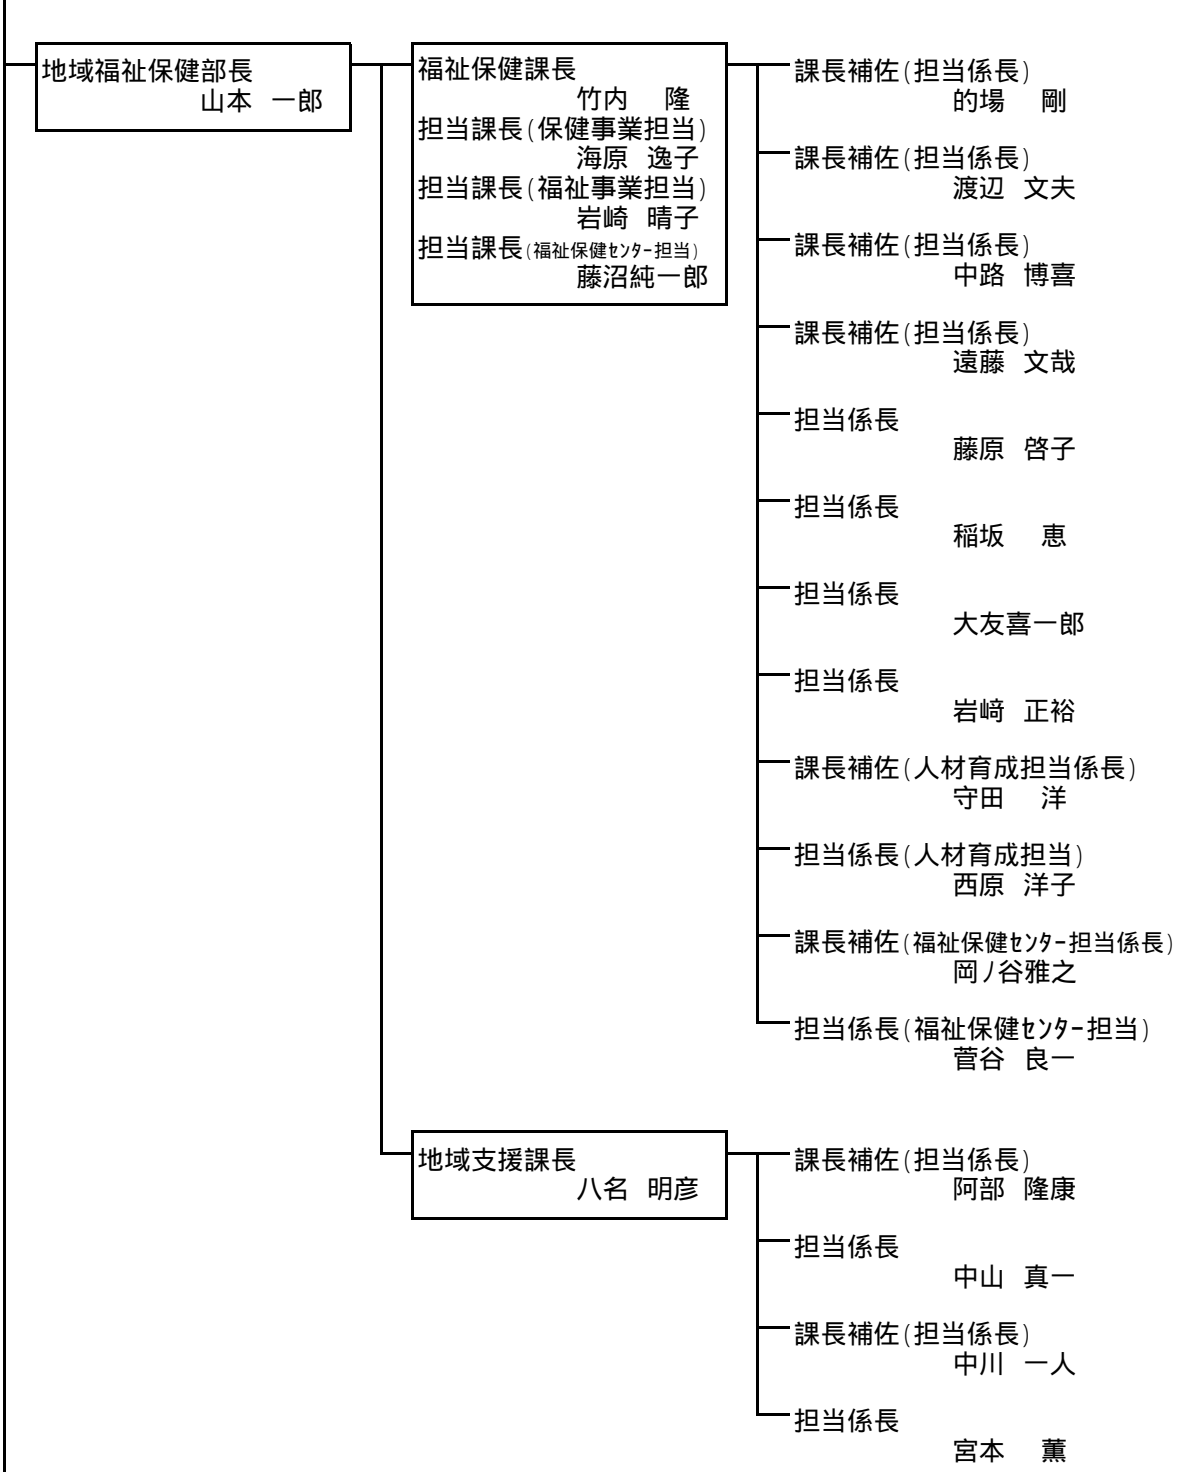 地域福祉保健部長
山本 一郎
福祉保健課長
竹内 隆
担当課長(保健事業担当)
海原 逸子
担当課長(福祉事業担当)
岩崎 晴子
担当課長(福祉保健ｾﾝﾀｰ担当)
藤沼純一郎
課長補佐(担当係長)
的場 剛
課長補佐(担当係長)
渡辺 文夫
課長補佐(担当係長)
中路 博喜
課長補佐(担当係長)
遠藤 文哉
担当係長
藤原 啓子
担当係長
稲坂 恵
担当係長
大友喜一郎
担当係長
岩﨑 正裕
課長補佐(人材育成担当係長)
守田 洋
担当係長(人材育成担当)
西原 洋子
課長補佐(福祉保健ｾﾝﾀｰ担当係長)
岡ﾉ谷雅之
担当係長(福祉保健ｾﾝﾀｰ担当)
菅谷 良一
地域支援課長
八名 明彦
課長補佐(担当係長)
阿部 隆康
担当係長
中山 真一
課長補佐(担当係長)
中川 一人
担当係長
宮本 薫